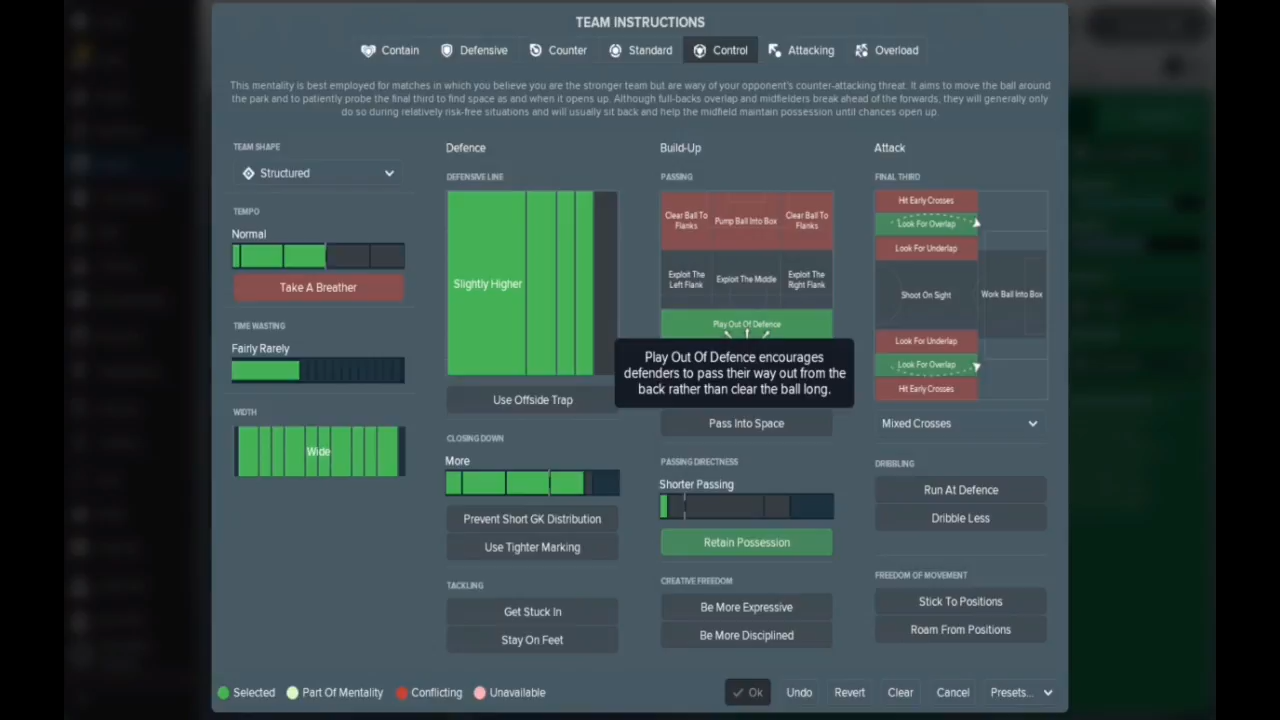 TEAM INSTRUCTIONS
Contain
Defensive
Counter
Standard
Control
Attacking
Overload
This mentality is best employed for matches in which you believe you are the stronger team but are wary of your opponent's counter-attacking threat. It aims to move the ball around
the park and to patiently probe the final third to find space as and when it opens up. Although full-backs overlap and midfielders break ahead of the forwards, they will generally only
do so during relatively risk-free situations and will usually sit back and help the midfield maintain possession until chances open up.
TEAM SHAPE
Structured
TEMPO
Normal
Take A Breather
TIME WASTING
Fairly Rarely
WIDTH
Wide
Defence
DEFENSIVE LINE
Slightly Higher
Use Offside Trap
CLOSING DOWN
More
Prevent Short GK Distribution
Use Tighter Marking
TACKLING
Get Stuck In
Stay On Feet
Build-Up
PASSING
Clear Ball To
Flanks
Pump Ball Into Box
Clear Ball To
Flanks
Exploit The
Left Flank
Exploit The Middle
Exploit The
Right Flank
Play Out Of Defence
Play Out Of Defence encourages
defenders to pass their way out from the
back rather than clear the ball long.
Pass Into Space
PASSING DIRECTNESS
Shorter Passing
Retain Possession
CREATIVE FREEDOM
Be More Expressive
Be More Disciplined
Attack
FINAL THIRD
Hit Early Crosses
Look For Overlap
Look For Underlap
Shoot On Sight
Work Ball Into Box
Look For Underlap
Look For Overlap
Hit Early Crosses
Mixed Crosses
DRIBBLING
Run At Defence
Dribble Less
FREEDOM OF MOVEMENT
Stick To Positions
Roam From Positions
Selected
Part Of Mentality
Conflicting
Unavailable
Ok
Undo
Revert
Clear
Cancel
Presets...